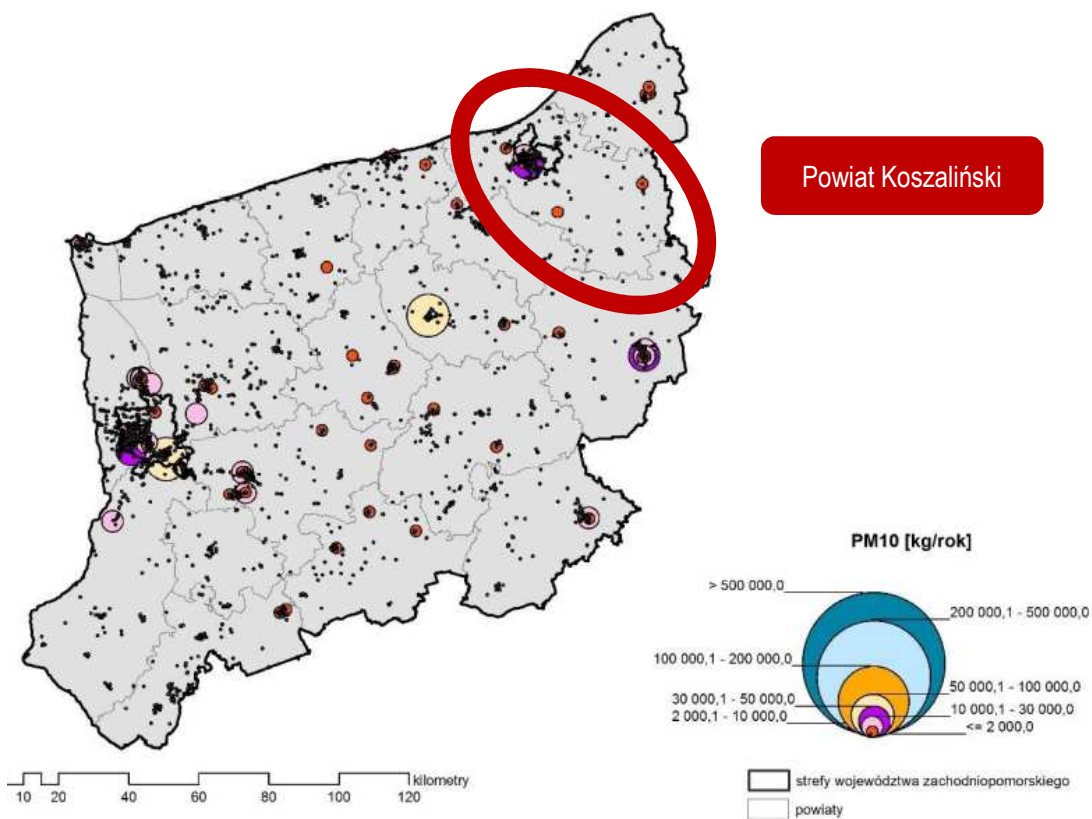 Powiat Koszaliński
PM10 [kg/rok]
> 500 000,0
200 000,1 - 500 000,0
100 000,1 - 200 000,0
50 000,1 - 100 000,0
30 000,1 - 50 000,0
10 000,1 - 30 000,0
2 000,1 - 10 000,0
<= 2 000,0
kilometry
10 20 40 60 80 100 120
strefy województwa zachodniopomorskiego
powiaty